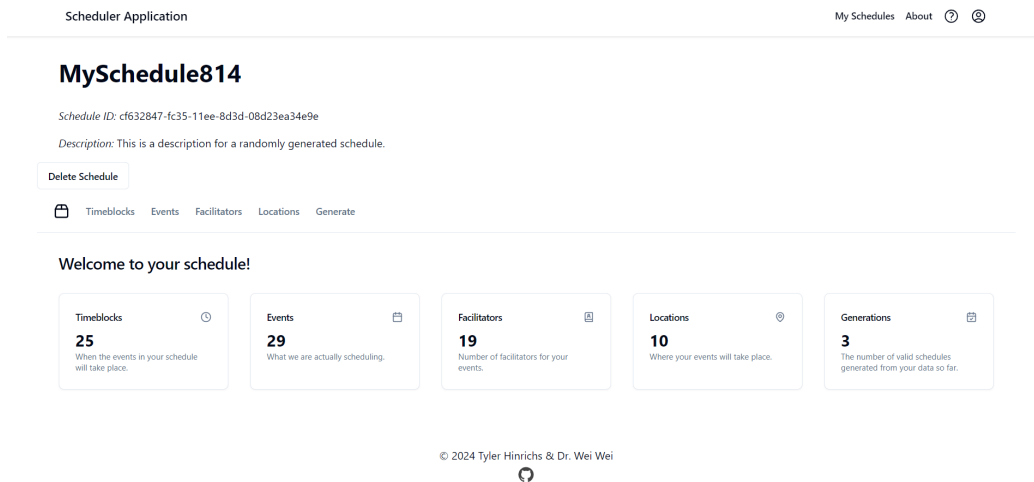 Scheduler Application
My Schedules About
MySchedule814
Schedule ID: cf632847-fc35-11ee-8d3d-08d23ea34e9e
Description: This is a description for a randomly generated schedule.
Delete Schedule
Timeblocks Events Facilitators Locations Generate
Welcome to your schedule!
Timeblocks
25
When the events in your schedule
will take place.
Events
29
What we are actually scheduling.
Facilitators
19
Number of facilitators for your
events.
Locations
10
Where your events will take place.
Generations
3
The number of valid schedules
generated from your data so far.
© 2024 Tyler Hinrichs & Dr. Wei Wei